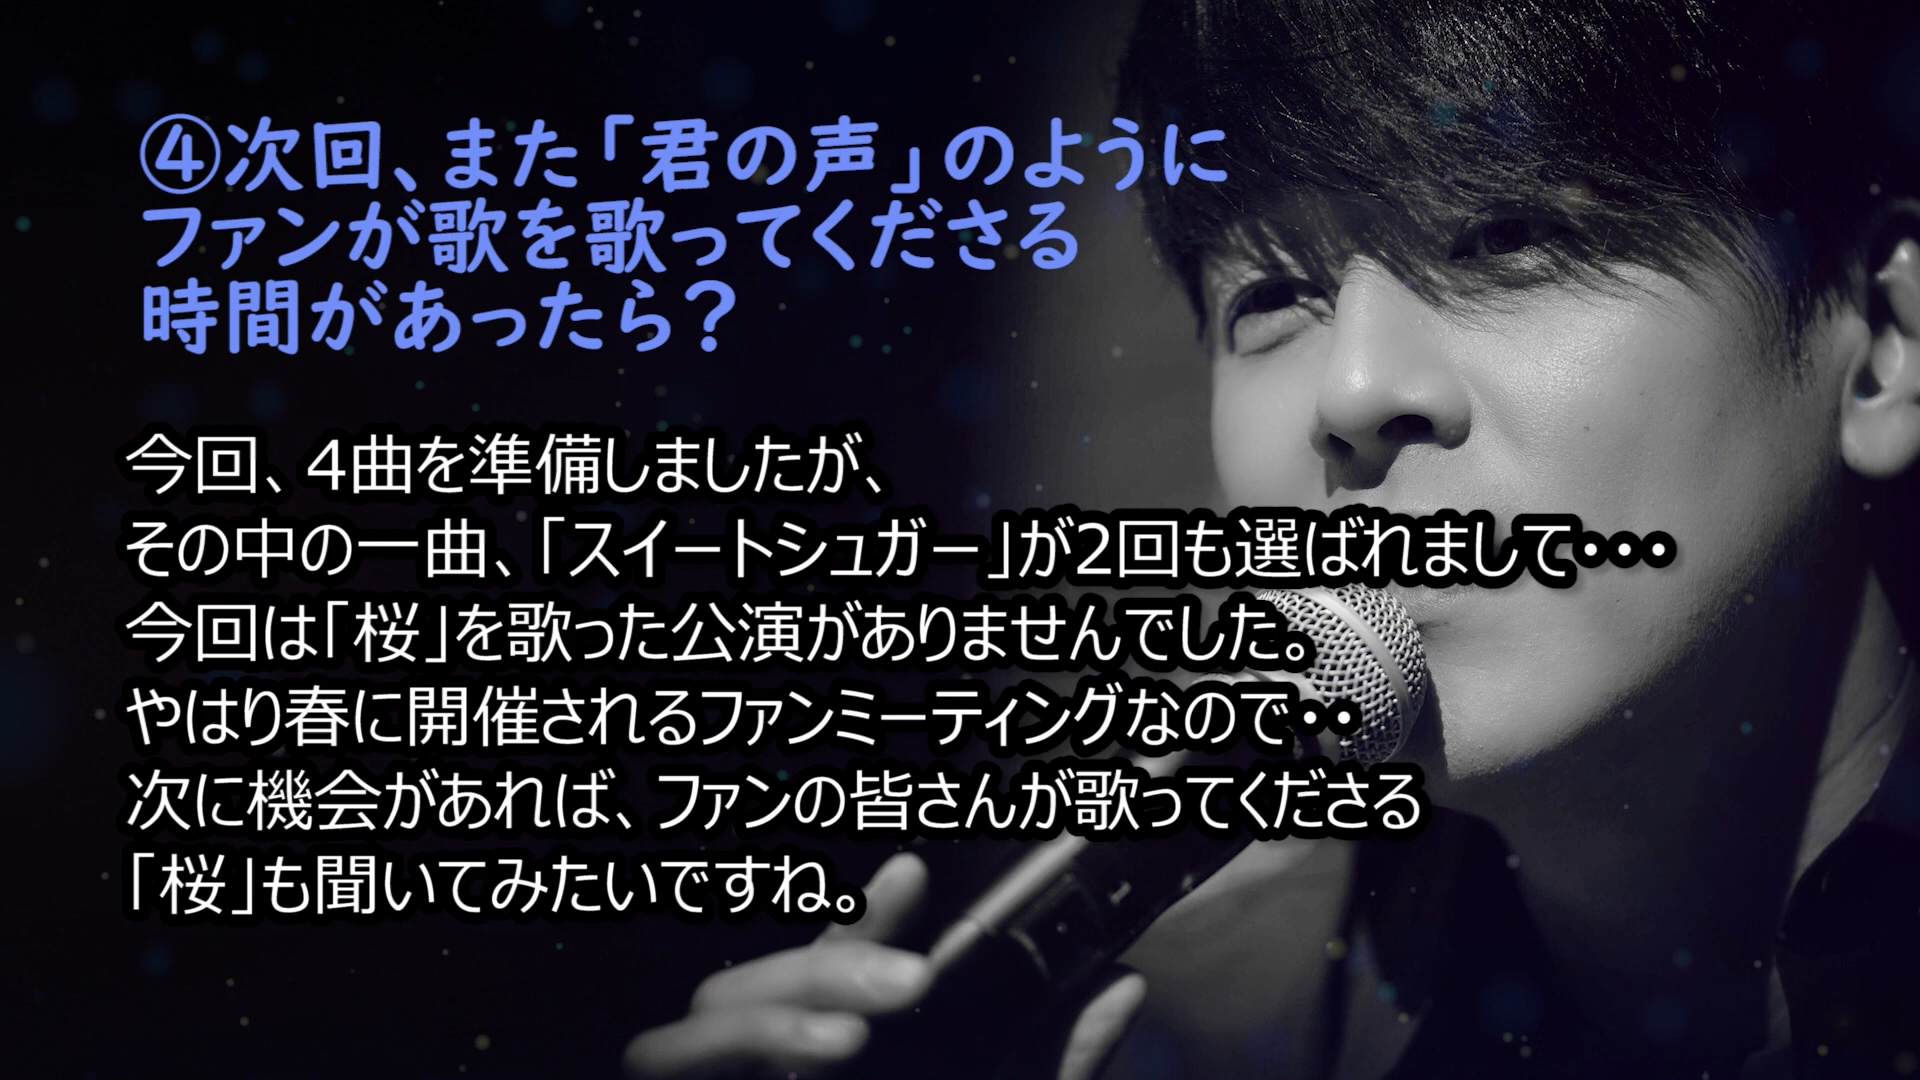 ④次回、また「君の声」のように
ファンが歌を歌ってくださる
時間があったら?
今回、4曲を準備しましたが、
その中の一曲、「スイートシュガー」が2回も選ばれまして・・・
今回は「桜」を歌った公演がありませんでした。
やはり春に開催されるファンミーティングなので・・
次に機会があれば、ファンの皆さんが歌ってくださる
「桜」も聞いてみたいですね。